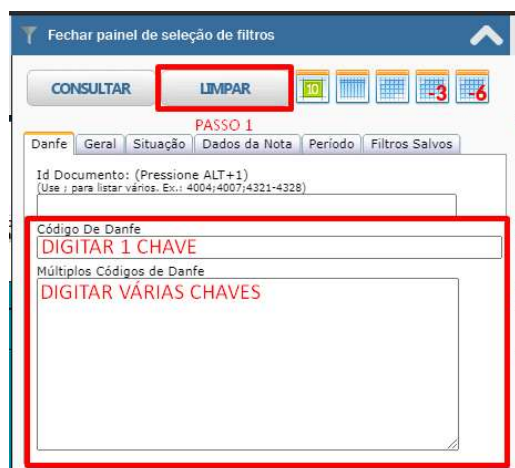 Fechar painel de seleção de filtros
CONSULTAR LIMPAR 10 -3 -6
PASSO 1
Danfe Geral Situação Dados da Nota Período Filtros Salvos
Id Documento: (Pressione ALT+1)
(Use ; para listar vários. Ex.: 4004;4007;4321-4328)
Código De Danfe
DIGITAR 1 CHAVE
Múltiplos Códigos de Danfe
DIGITAR VÁRIAS CHAVES